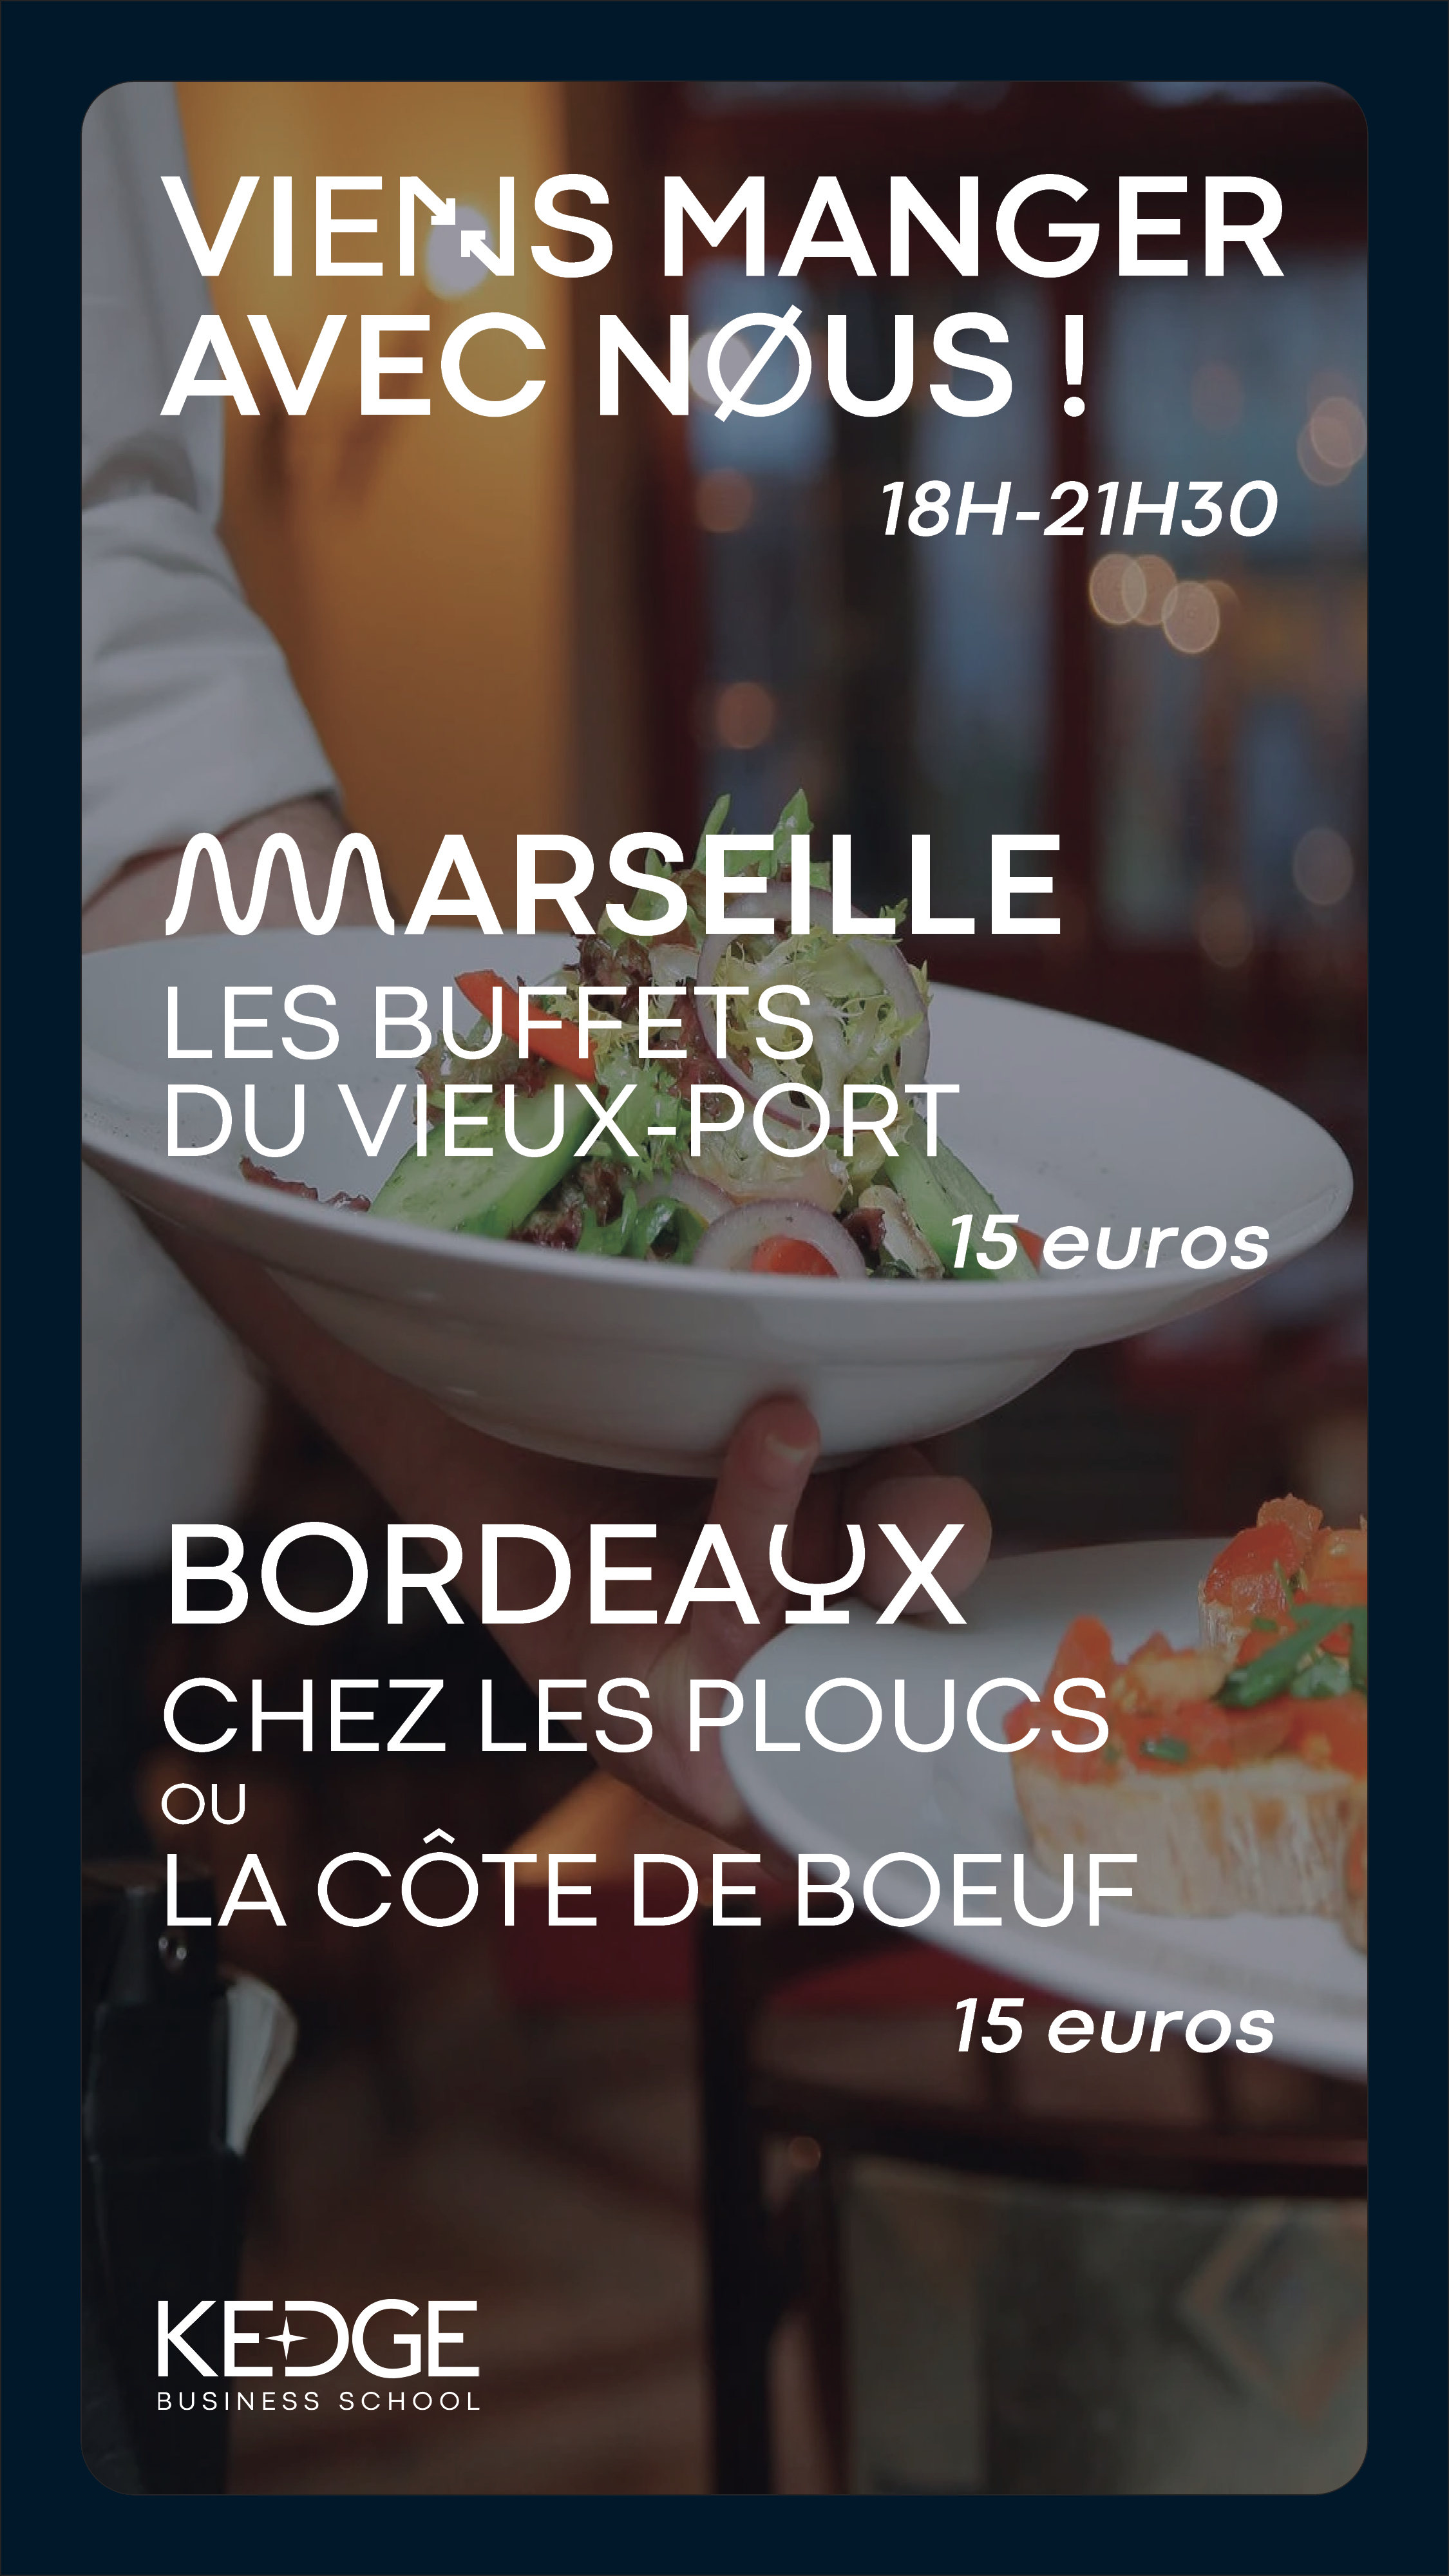 VIENS MANGER
AVEC NØUS !
18H-21H30
MARSEILLE
LES BUFFETS
DU VIEUX-PORT
15 euros
BORDEAUX
CHEZ LES PLOUCS
OU
LA CÔTE DE BOEUF
15 euros
KEDGE
BUSINESS SCHOOL